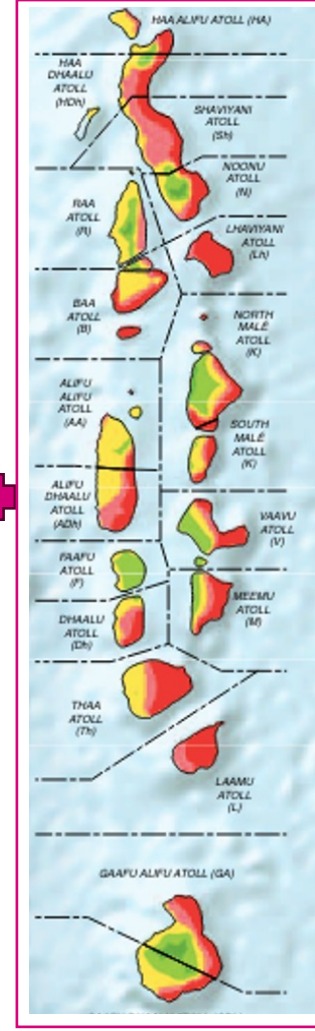 HAA ALIFU ATOLL (HA)
HAA
DHAALU
ATOLL
(HDh)
SHAVIYANI
ATOLL
(Sh)
NOONU
ATOLL
(N)
RAA
ATOLL
(R)
LHAVIYANI
ATOLL
(Lh)
BAA
ATOLL
(B)
NORTH
MALÉ
ATOLL
(K)
ALIFU
ALIFU
ATOLL
(AA)
SOUTH
MALÉ
ATOLL
(K)
ALIFU
DHAALU
ATOLL
(ADh)
VAAVU
ATOLL
(V)
FAAFU
ATOLL
(F)
MEEMU
ATOLL
(M)
DHAALU
ATOLL
(Dh)
THAA
ATOLL
(Th)
LAAMU
ATOLL
(L)
GAAFU ALIFU ATOLL (GA)